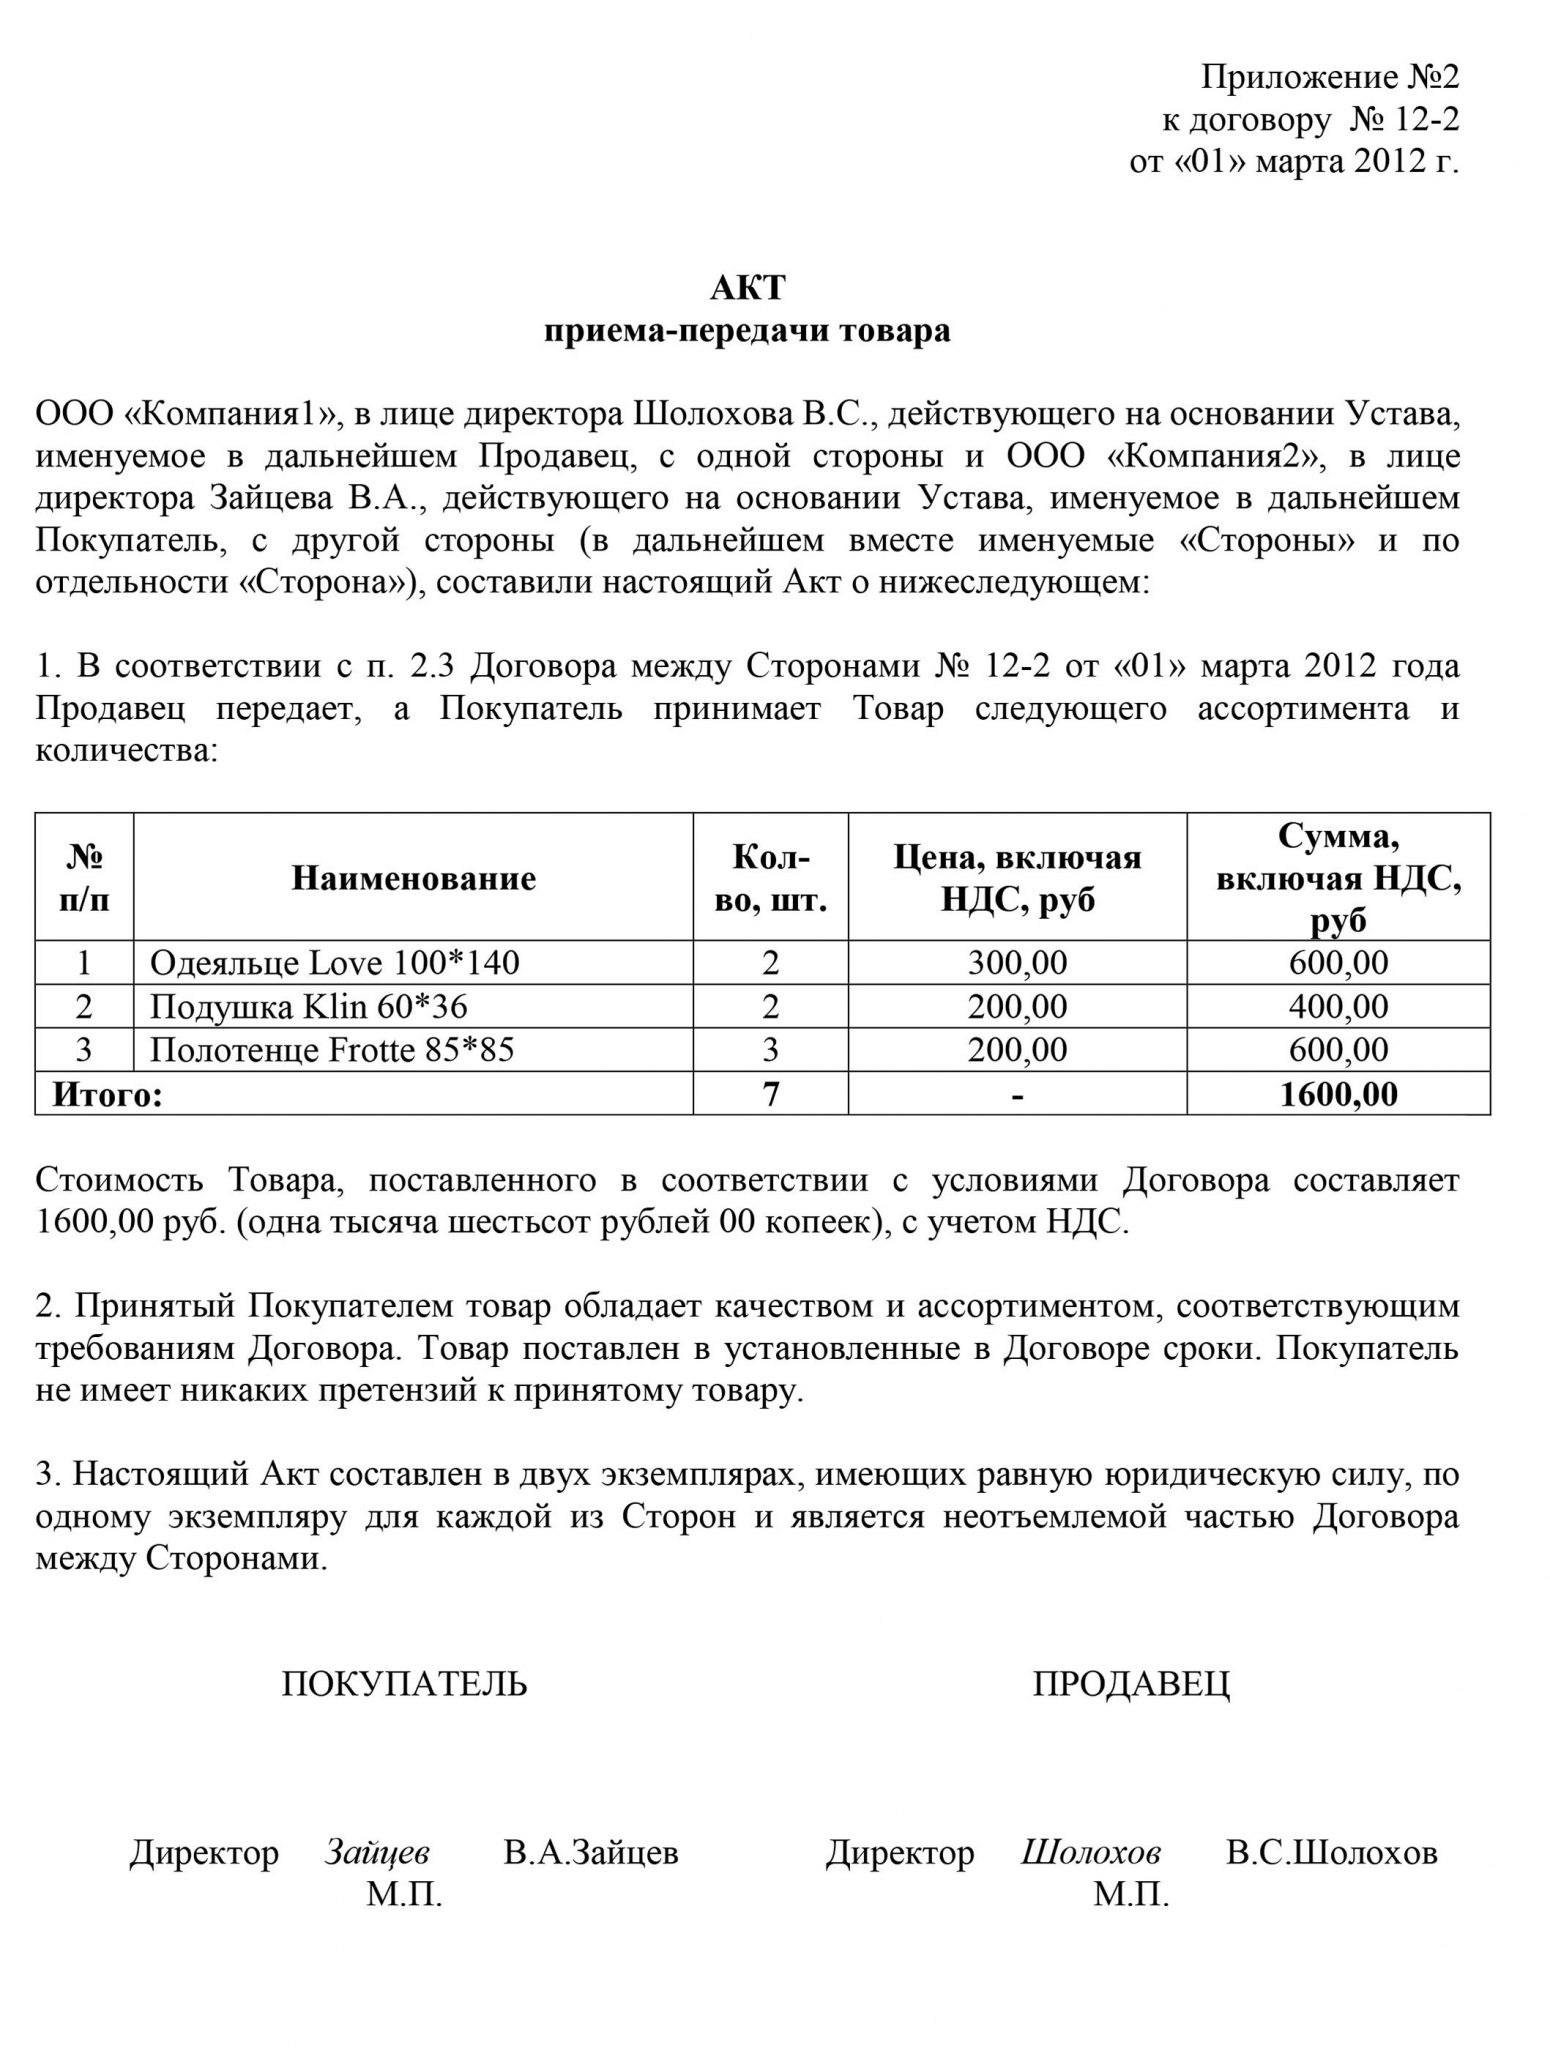 Приложение №2
к договору № 12-2
от «01» марта 2012 г.
АКТ
приема-передачи товара
ООО «Компания1», в лице директора Шолохова В.С., действующего на основании Устава,
именуемое в дальнейшем Продавец, с одной стороны и ООО «Компания2», в лице
директора Зайцева В.А., действующего на основании Устава, именуемое в дальнейшем
Покупатель, с другой стороны (в дальнейшем вместе именуемые «Стороны» и по
отдельности «Сторона»), составили настоящий Акт о нижеследующем:
1. В соответствии с п. 2.3 Договора между Сторонами № 12-2 от «01» марта 2012 года
Продавец передает, а Покупатель принимает Товар следующего ассортимента и
количества:
№ п/п Наименование Кол-во, шт. Цена, включая НДС, руб Сумма, включая НДС, руб
1 Одеяльце Love 100*140 2 300,00 600,00
2 Подушка Klin 60*36 2 200,00 400,00
3 Полотенце Frotte 85*85 3 200,00 600,00
Итого: 7 - 1600,00
Стоимость Товара, поставленного в соответствии с условиями Договора составляет
1600,00 руб. (одна тысяча шестьсот рублей 00 копеек), с учетом НДС.
2. Принятый Покупателем товар обладает качеством и ассортиментом, соответствующим
требованиям Договора. Товар поставлен в установленные в Договоре сроки. Покупатель
не имеет никаких претензий к принятому товару.
3. Настоящий Акт составлен в двух экземплярах, имеющих равную юридическую силу, по
одному экземпляру для каждой из Сторон и является неотъемлемой частью Договора
между Сторонами.
ПОКУПАТЕЛЬ ПРОДАВЕЦ
Директор Зайцев В.А.Зайцев Директор Шолохов В.С.Шолохов
М.П. М.П.